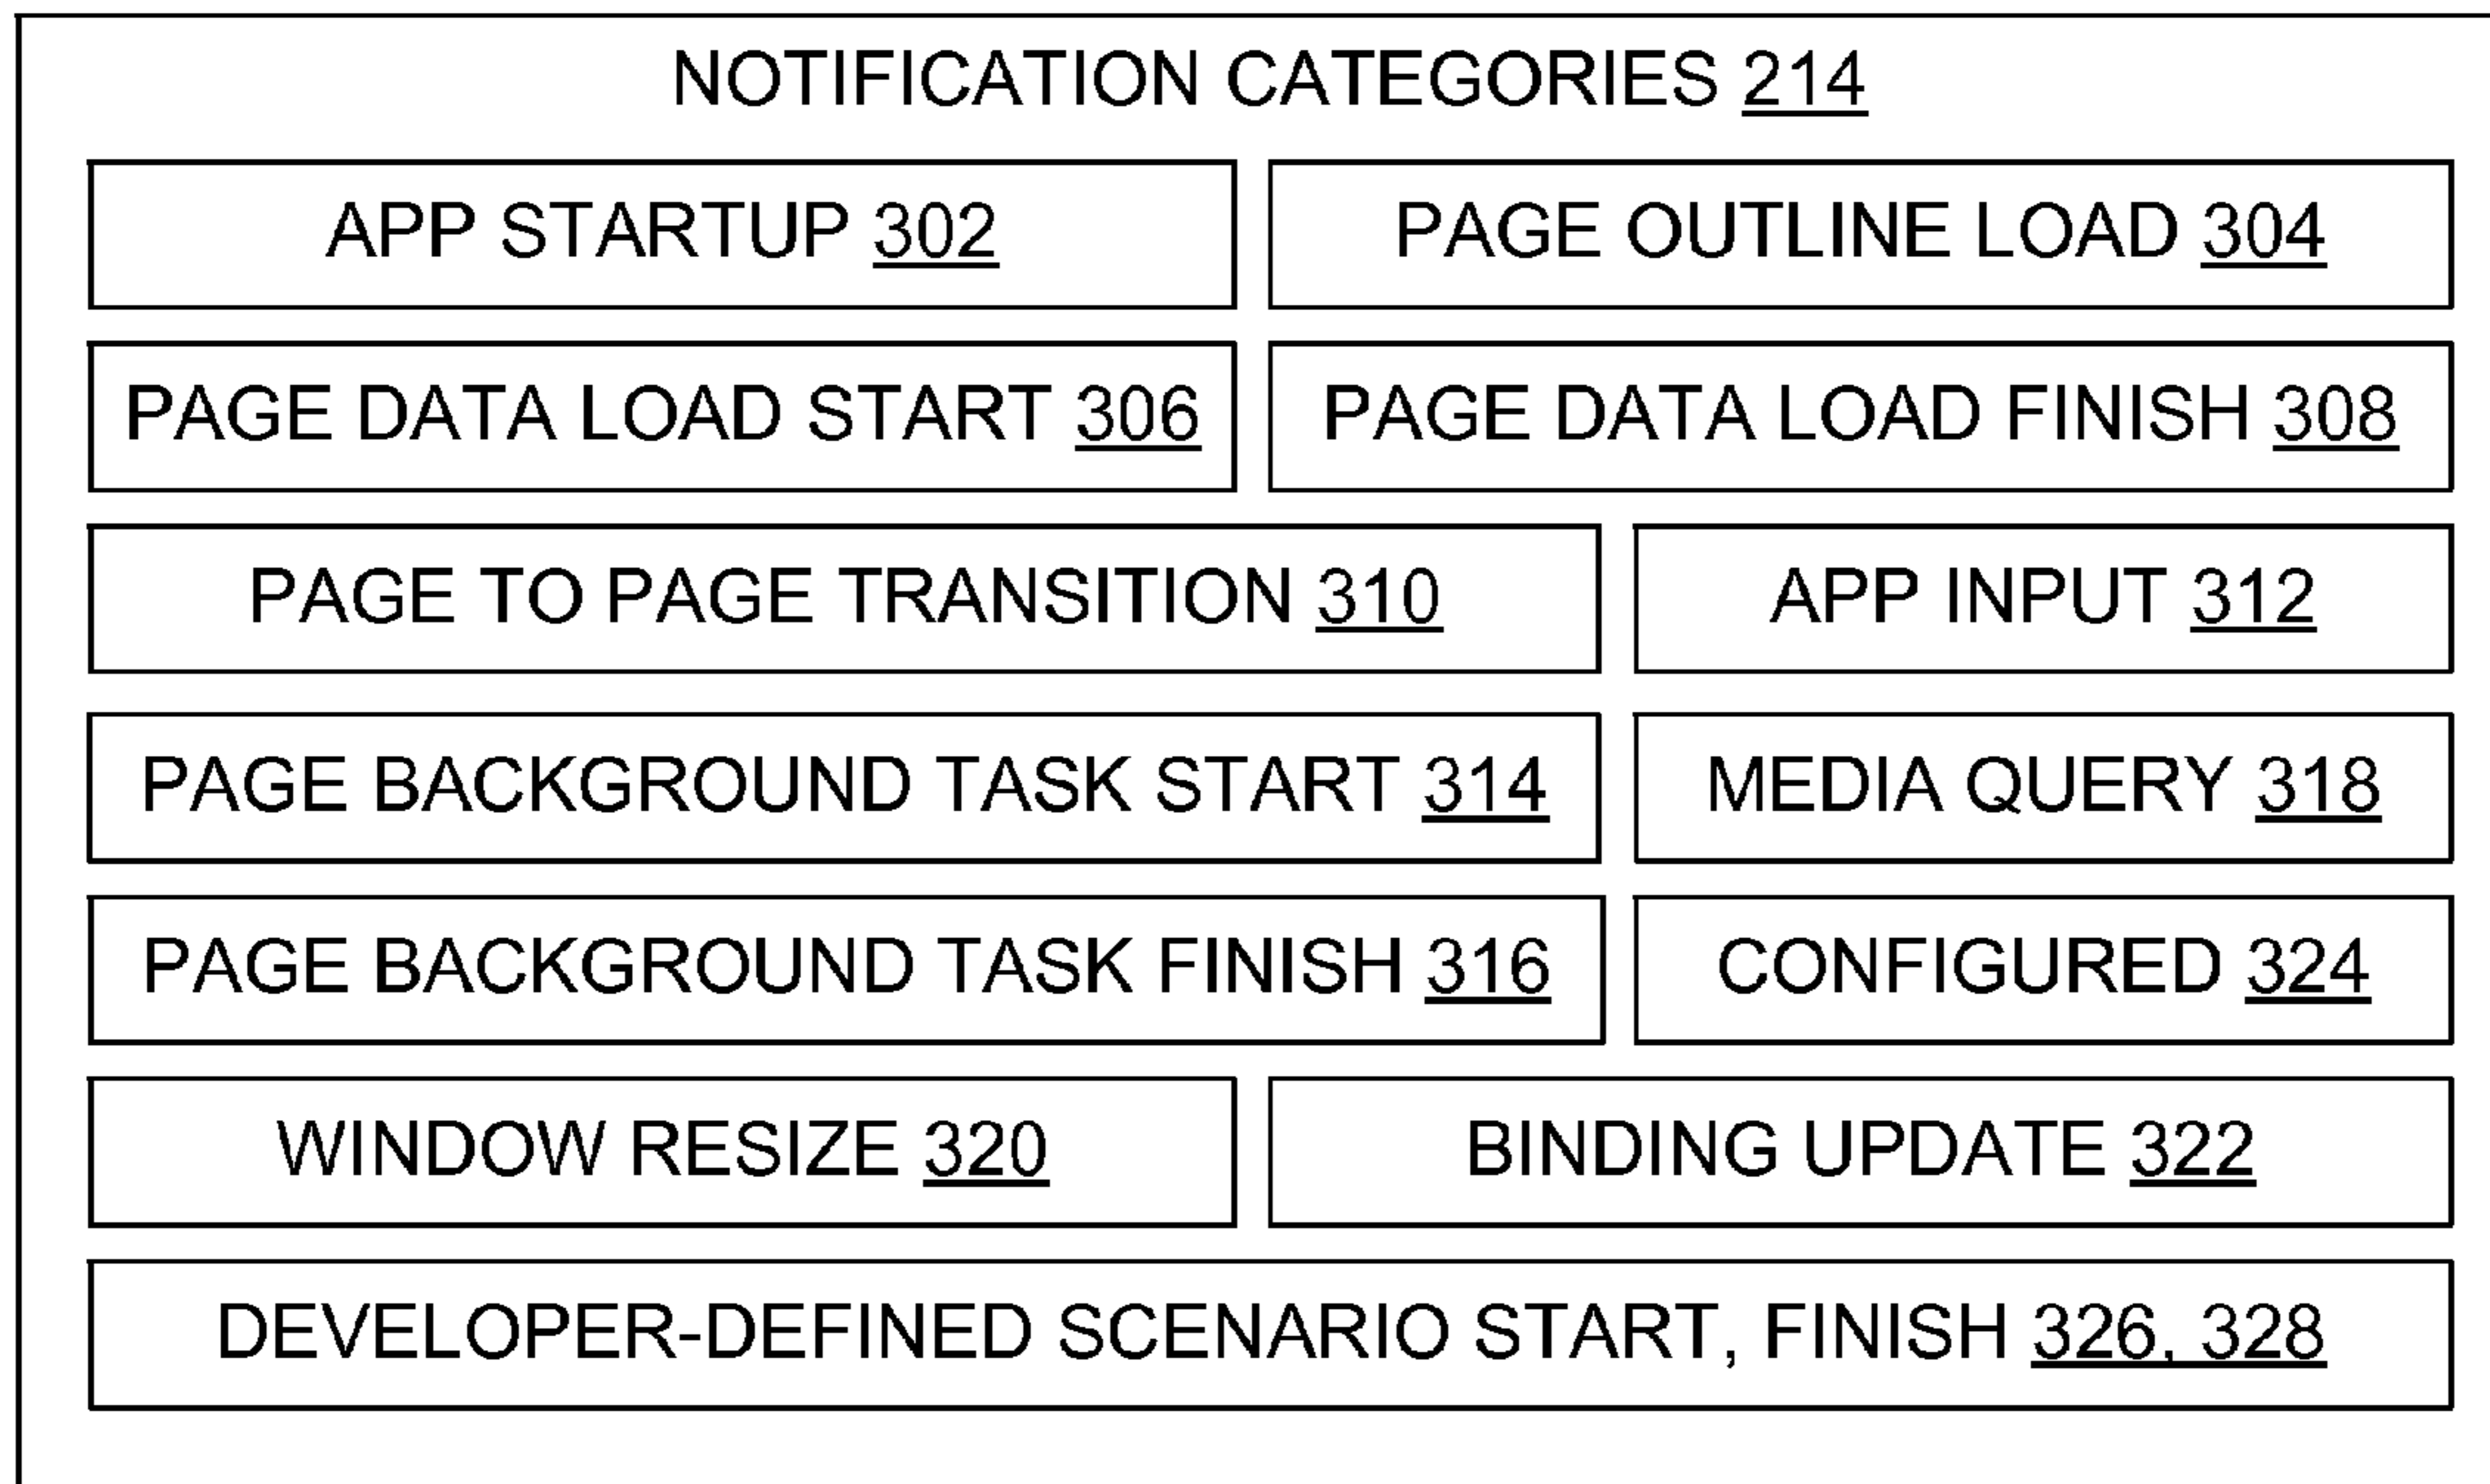 NOTIFICATION CATEGORIES 214
APP STARTUP 302
PAGE OUTLINE LOAD 304
PAGE DATA LOAD START 306
PAGE DATA LOAD FINISH 308
PAGE TO PAGE TRANSITION 310
APP INPUT 312
PAGE BACKGROUND TASK START 314
MEDIA QUERY 318
PAGE BACKGROUND TASK FINISH 316
CONFIGURED 324
WINDOW RESIZE 320
BINDING UPDATE 322
DEVELOPER-DEFINED SCENARIO START, FINISH 326, 328